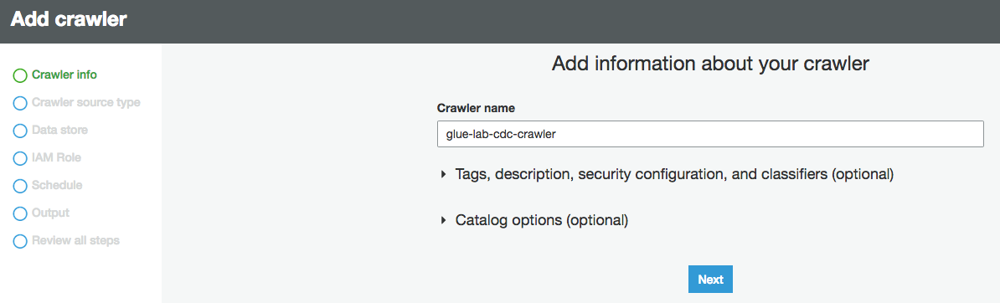 Add crawler
Crawler info
Crawler source type
Data store
IAM Role
Schedule
Output
Review all steps
Add information about your crawler
Crawler name
glue-lab-cdc-crawler
Tags, description, security configuration, and classifiers (optional)
Catalog options (optional)
Next